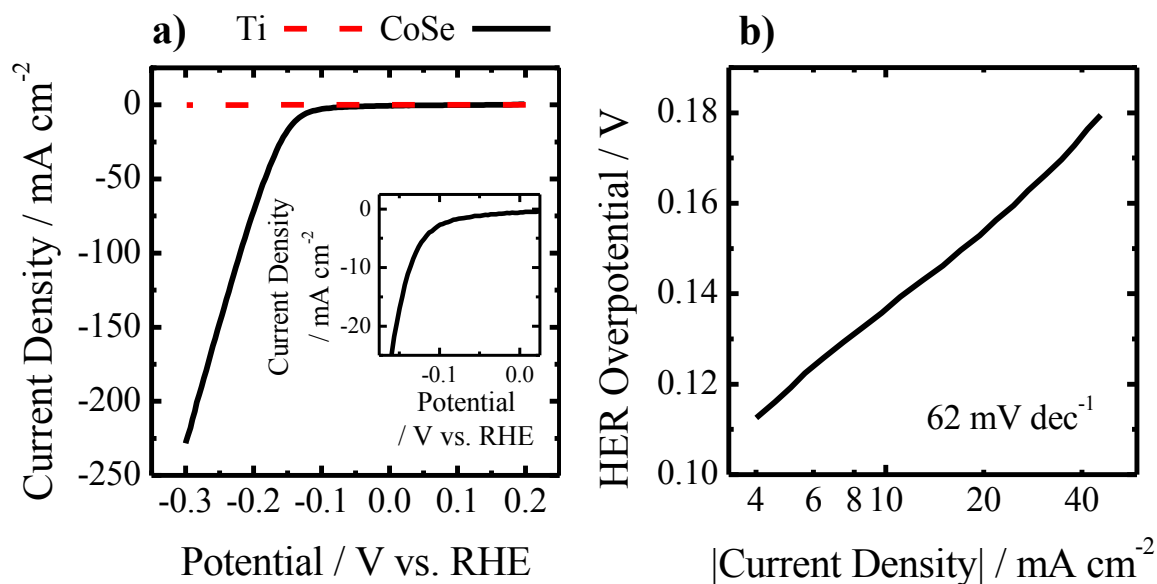 a)
Ti CoSe
Current Density / mA cm⁻²
0
-50
-100
-150
-200
-250
-0.3 -0.2 -0.1 0.0 0.1 0.2
Potential / V vs. RHE
Current Density
/ mA cm⁻²
0
-10
-20
-0.1 0.0
Potential
/ V vs. RHE
b)
HER Overpotential / V
0.18
0.16
0.14
0.12
0.10
62 mV dec⁻¹
4 6 8 10 20 40
|Current Density| / mA cm⁻²